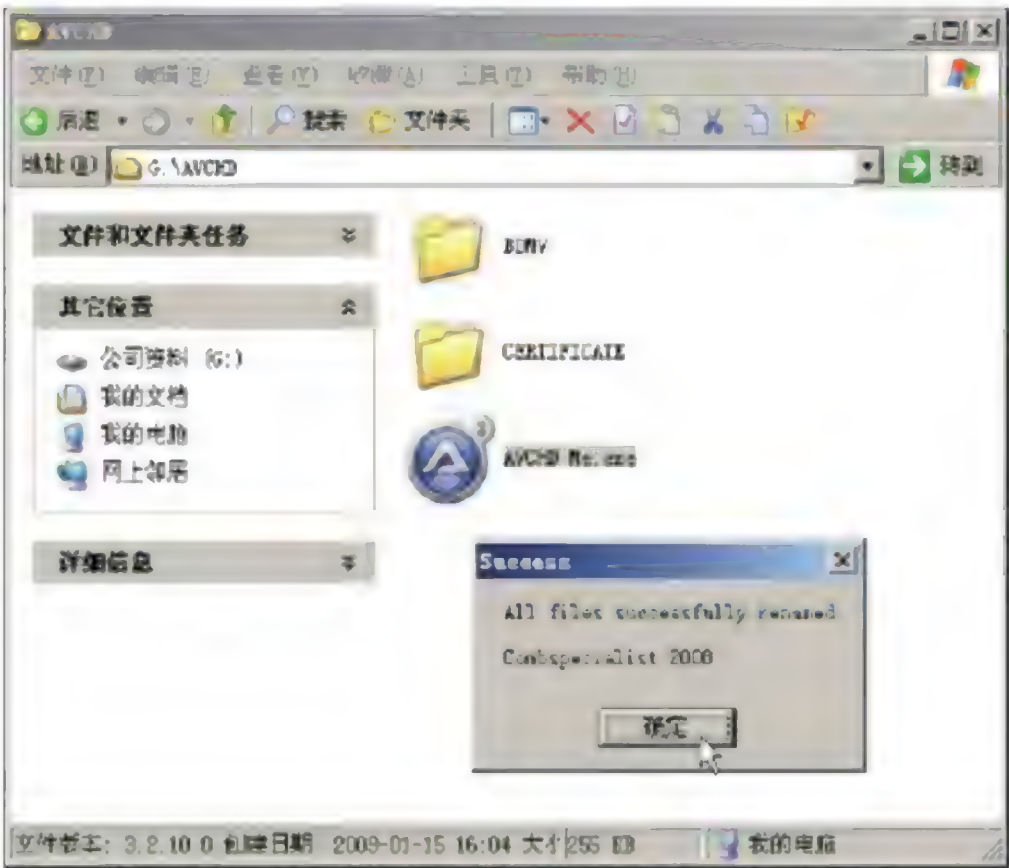 AVCHD
文件(F) 编辑(E) 查看(V) 收藏(A) 工具(T) 帮助(H)
后退 搜索 文件夹
地址(D) G:\AVCHD 转到
文件和文件夹任务
其它位置
公司资料 (G:)
我的文档
我的电脑
网上邻居
详细信息
BDMV
CERTIFICATE
AVCHD-Me.exe
Success
All files successfully renamed
2008
确定
文件版本: 3.2.10.0 创建日期: 2009-01-15 16:04 大小: 255 KB 我的电脑